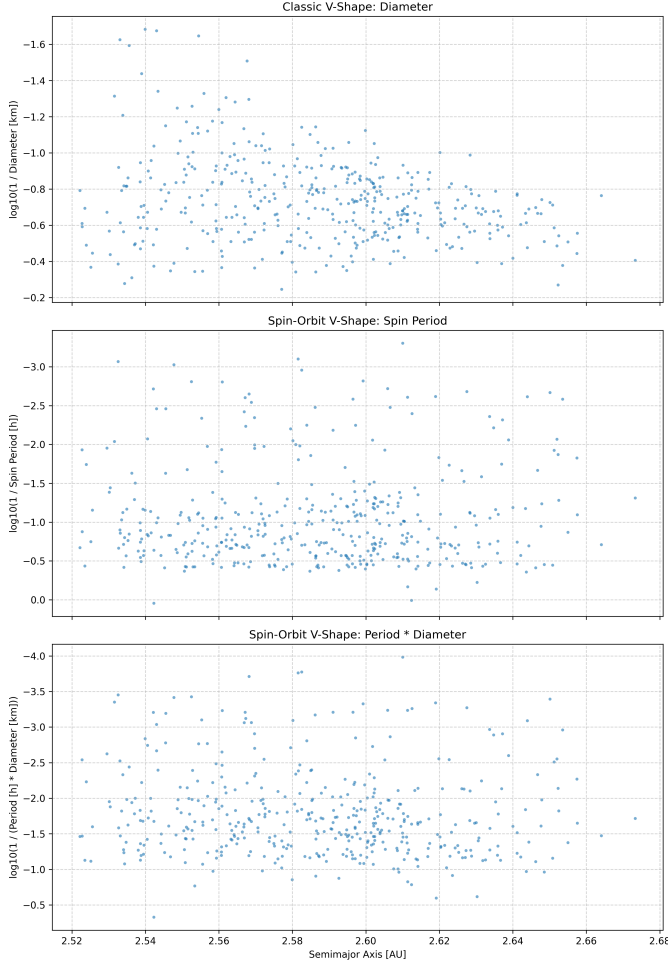 Classic V-Shape: Diameter
log10(1 / Diameter [km])
−1.6
−1.4
−1.2
−1.0
−0.8
−0.6
−0.4
−0.2
Spin-Orbit V-Shape: Spin Period
log10(1 / Spin Period [h])
−3.0
−2.5
−2.0
−1.5
−1.0
−0.5
0.0
Spin-Orbit V-Shape: Period * Diameter
log10(1 / (Period [h] * Diameter [km]))
−4.0
−3.5
−3.0
−2.5
−2.0
−1.5
−1.0
−0.5
2.52 2.54 2.56 2.58 2.60 2.62 2.64 2.66 2.68
Semimajor Axis [AU]